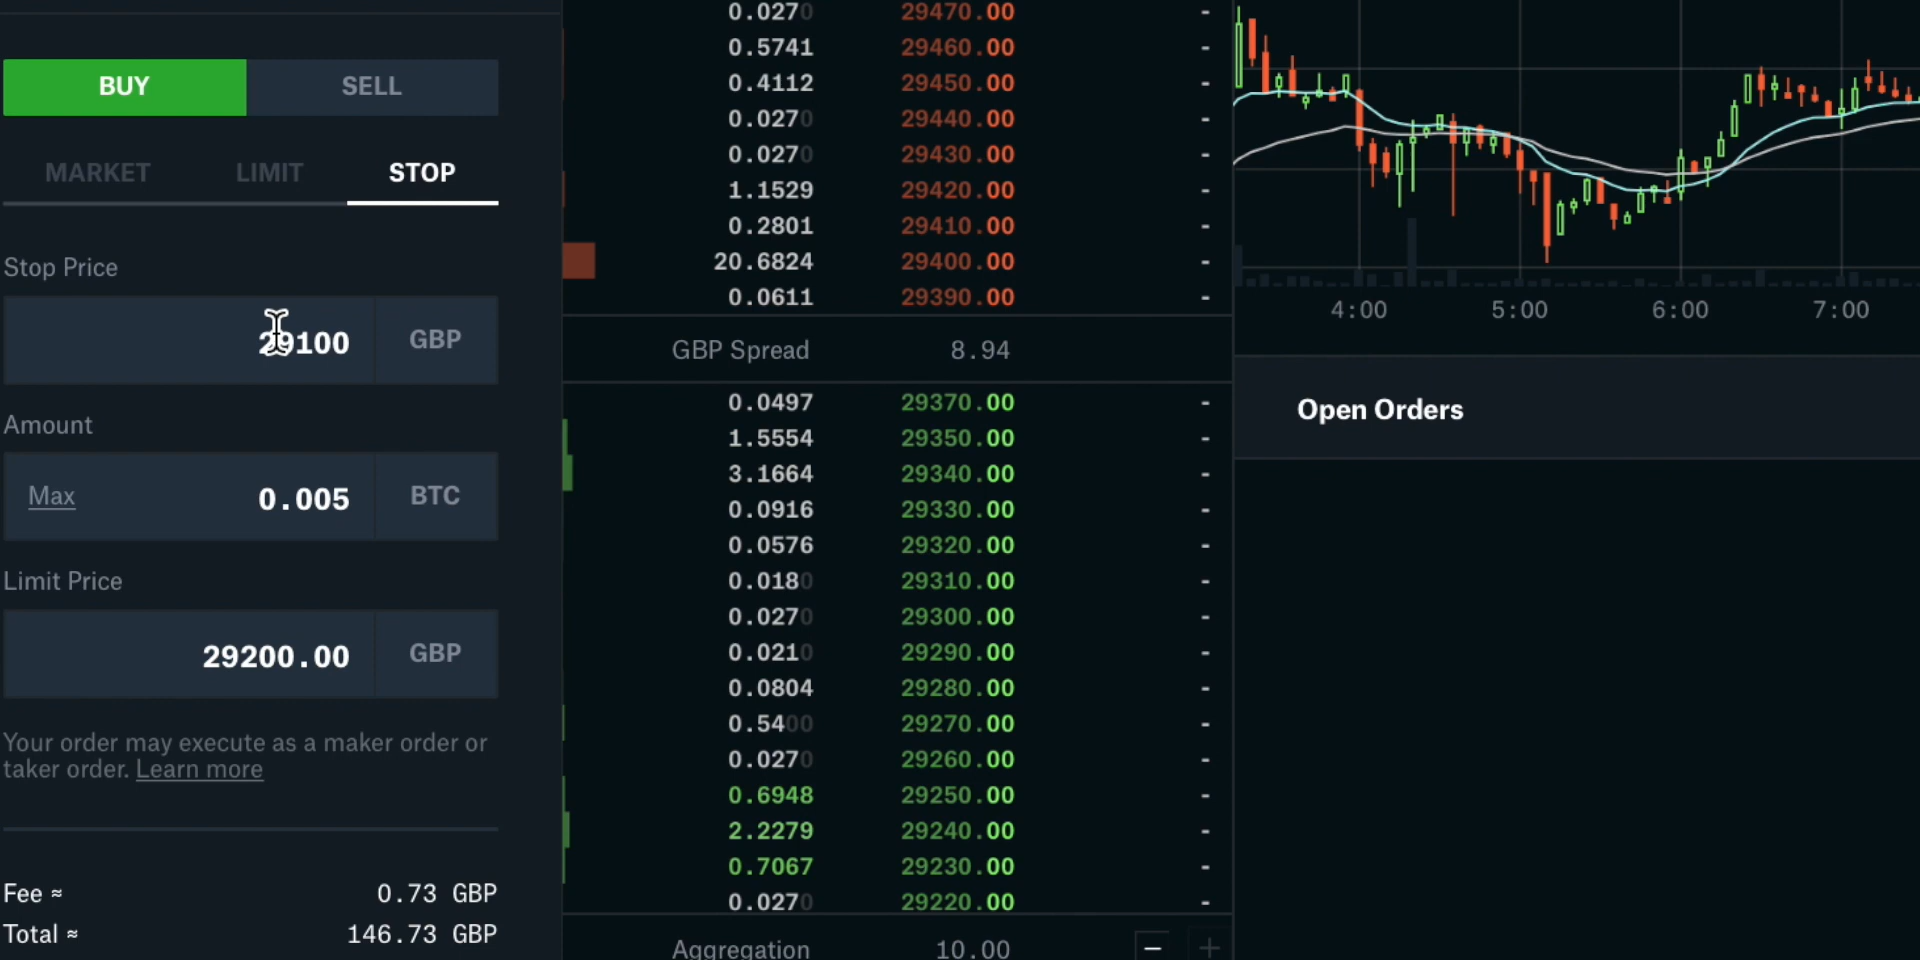 BUY SELL
MARKET LIMIT STOP
Stop Price
29100 GBP
Amount
Max 0.005 BTC
Limit Price
29200.00 GBP
Your order may execute as a maker order or
taker order. Learn more
Fee ≈ 0.73 GBP
Total ≈ 146.73 GBP
0.0270 29470.00 -
0.5741 29460.00 -
0.4112 29450.00 -
0.0270 29440.00 -
0.0270 29430.00 -
1.1529 29420.00 -
0.2801 29410.00 -
20.6824 29400.00 -
0.0611 29390.00 -
GBP Spread 8.94
0.0497 29370.00 -
1.5554 29350.00 -
3.1664 29340.00 -
0.0916 29330.00 -
0.0576 29320.00 -
0.0180 29310.00 -
0.0270 29300.00 -
0.0210 29290.00 -
0.0804 29280.00 -
0.5400 29270.00 -
0.0270 29260.00 -
0.6948 29250.00 -
2.2279 29240.00 -
0.7067 29230.00 -
0.0270 29220.00 -
Aggregation 10.00 − +
4:00 5:00 6:00 7:00
Open Orders